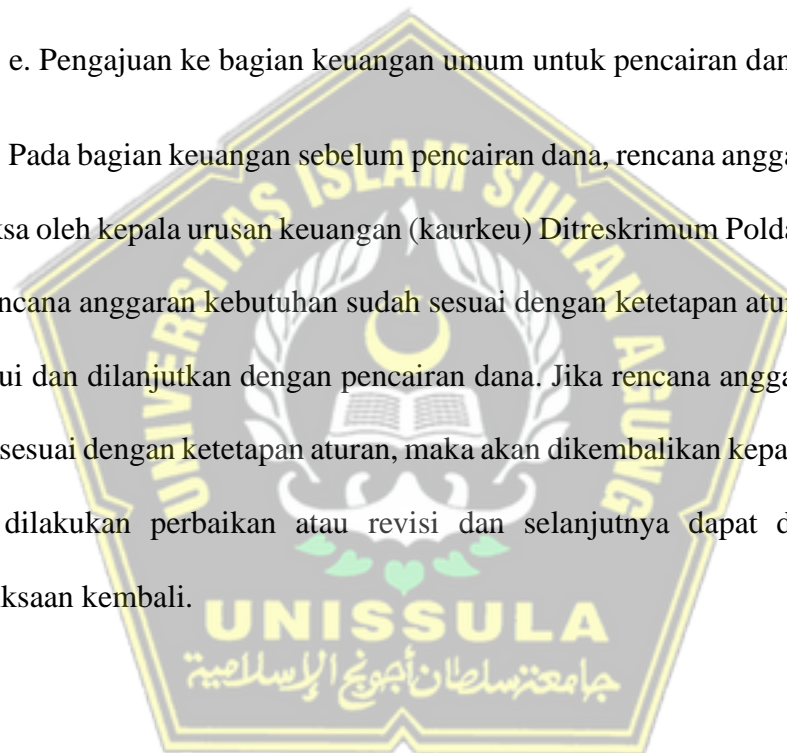 e. Pengajuan ke bagian keuangan umum untuk pencairan dan
Pada bagian keuangan sebelum pencairan dana, rencana angga
ksa oleh kepala urusan keuangan (kaurkeu) Ditreskrimum Polda
ncana anggaran kebutuhan sudah sesuai dengan ketetapan atur
ui dan dilanjutkan dengan pencairan dana. Jika rencana angga
sesuai dengan ketetapan aturan, maka akan dikembalikan kepa
dilakukan perbaikan atau revisi dan selanjutnya dapat d
ksaan kembali.
UNIVERSITAS ISLAM SULTAN AGUNG
UNISSULA
جامعتنسلطان أجونج الإسلامية